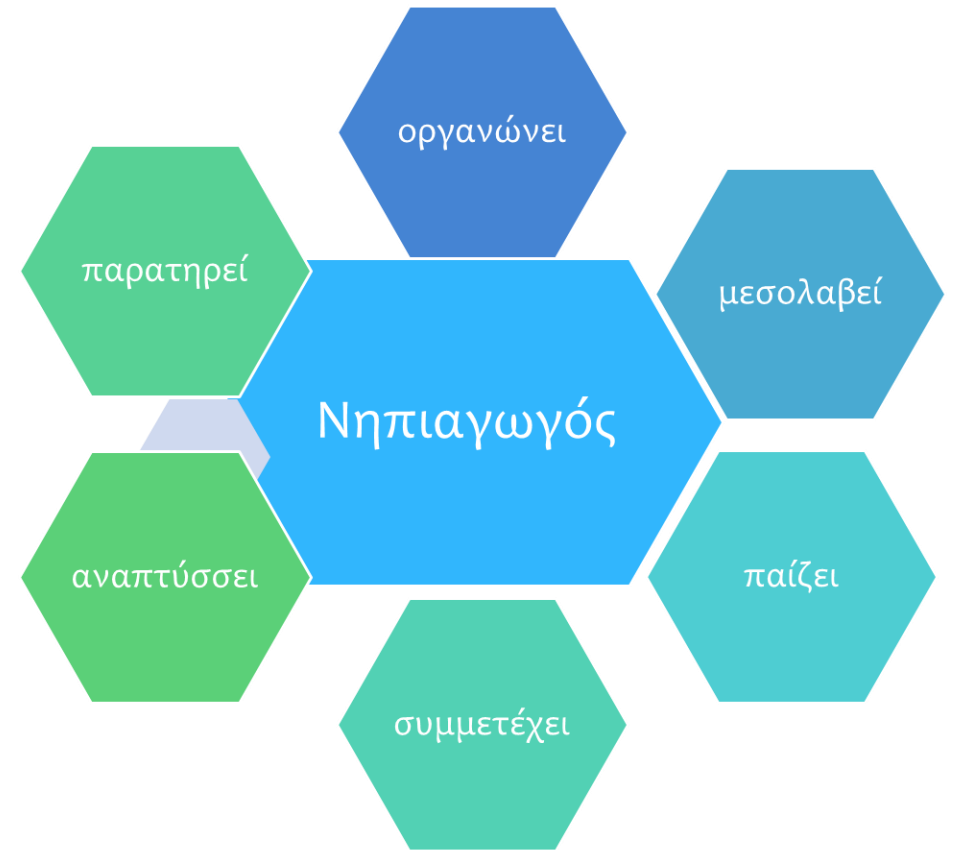 οργανώνει
παρατηρεί
μεσολαβεί
Νηπιαγωγός
αναπτύσσει
παίζει
συμμετέχει